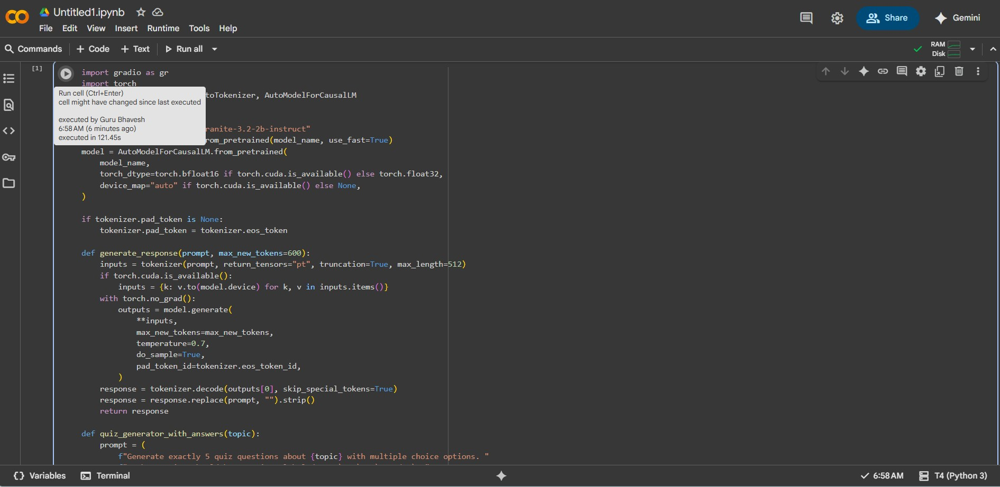 Untitled1.ipynb
File Edit View Insert Runtime Tools Help
Share
Gemini
Commands + Code + Text Run all
RAM
Disk
[1]
import gradio as gr
import torch
Run cell (Ctrl+Enter)
cell might have changed since last executed
executed by Guru Bhavesh
6:58 AM (6 minutes ago)
executed in 121.45s
toTokenizer, AutoModelForCausalLM
ranite-3.2-2b-instruct"
rom_pretrained(model_name, use_fast=True)
model = AutoModelForCausalLM.from_pretrained(
model_name,
torch_dtype=torch.bfloat16 if torch.cuda.is_available() else torch.float32,
device_map="auto" if torch.cuda.is_available() else None,
)
if tokenizer.pad_token is None:
tokenizer.pad_token = tokenizer.eos_token
def generate_response(prompt, max_new_tokens=600):
inputs = tokenizer(prompt, return_tensors="pt", truncation=True, max_length=512)
if torch.cuda.is_available():
inputs = {k: v.to(model.device) for k, v in inputs.items()}
with torch.no_grad():
outputs = model.generate(
**inputs,
max_new_tokens=max_new_tokens,
temperature=0.7,
do_sample=True,
pad_token_id=tokenizer.eos_token_id,
)
response = tokenizer.decode(outputs[0], skip_special_tokens=True)
response = response.replace(prompt, "").strip()
return response
def quiz_generator_with_answers(topic):
prompt = (
f"Generate exactly 5 quiz questions about {topic} with multiple choice options. "
Variables Terminal
6:58 AM T4 (Python 3)